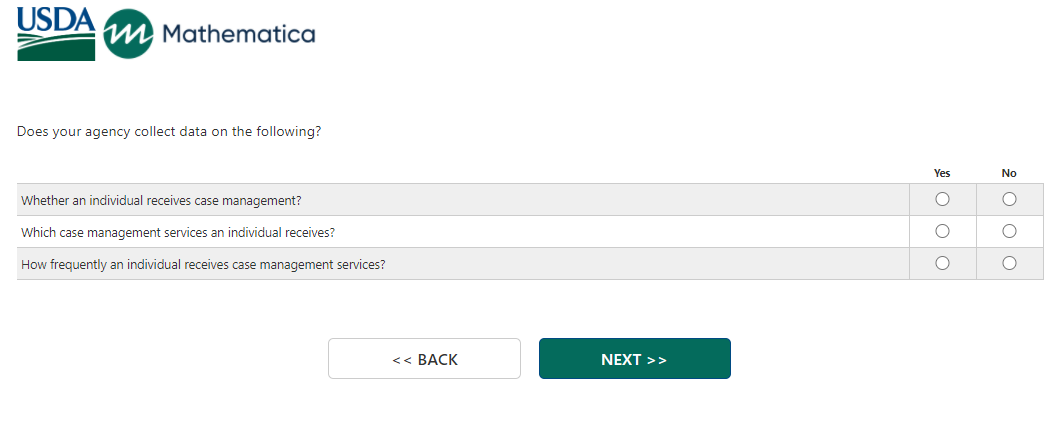 USDA
m Mathematica
Does your agency collect data on the following?
Yes No
Whether an individual receives case management?
Which case management services an individual receives?
How frequently an individual receives case management services?
<< BACK NEXT >>